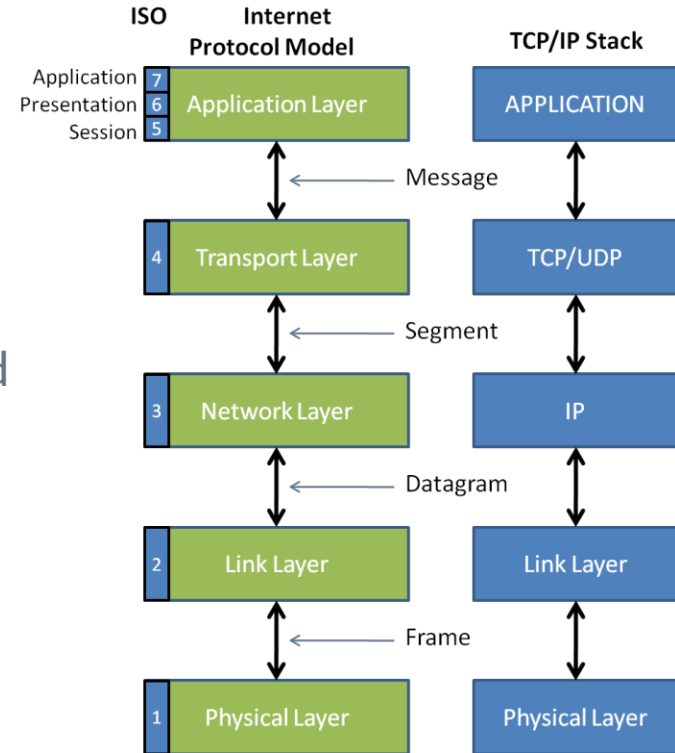 ISO
Internet
Protocol Model
TCP/IP Stack
Application
Presentation
Session
7
6
5
Application Layer
APPLICATION
Message
4
Transport Layer
TCP/UDP
Segment
d
3
Network Layer
IP
Datagram
2
Link Layer
Link Layer
Frame
1
Physical Layer
Physical Layer